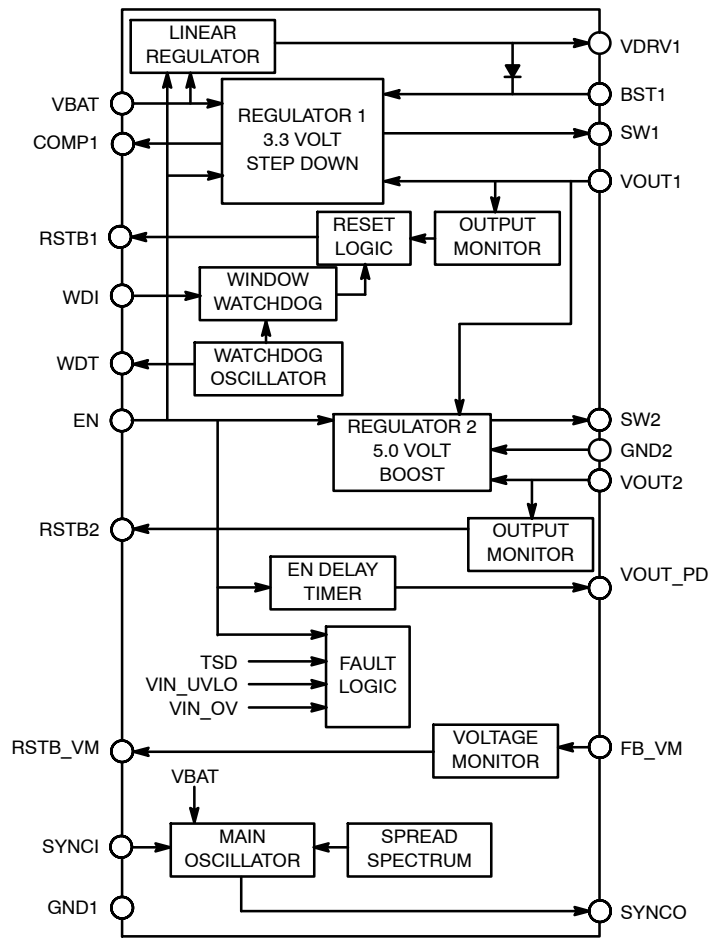 LINEAR
REGULATOR
VDRV1
VBAT
BST1
REGULATOR 1
3.3 VOLT
STEP DOWN
COMP1
SW1
VOUT1
RSTB1
RESET
LOGIC
OUTPUT
MONITOR
WDI
WINDOW
WATCHDOG
WDT
WATCHDOG
OSCILLATOR
EN
REGULATOR 2
5.0 VOLT
BOOST
SW2
GND2
VOUT2
RSTB2
OUTPUT
MONITOR
EN DELAY
TIMER
VOUT_PD
TSD
VIN_UVLO
VIN_OV
FAULT
LOGIC
RSTB_VM
VOLTAGE
MONITOR
FB_VM
VBAT
SYNCI
MAIN
OSCILLATOR
SPREAD
SPECTRUM
GND1
SYNCO